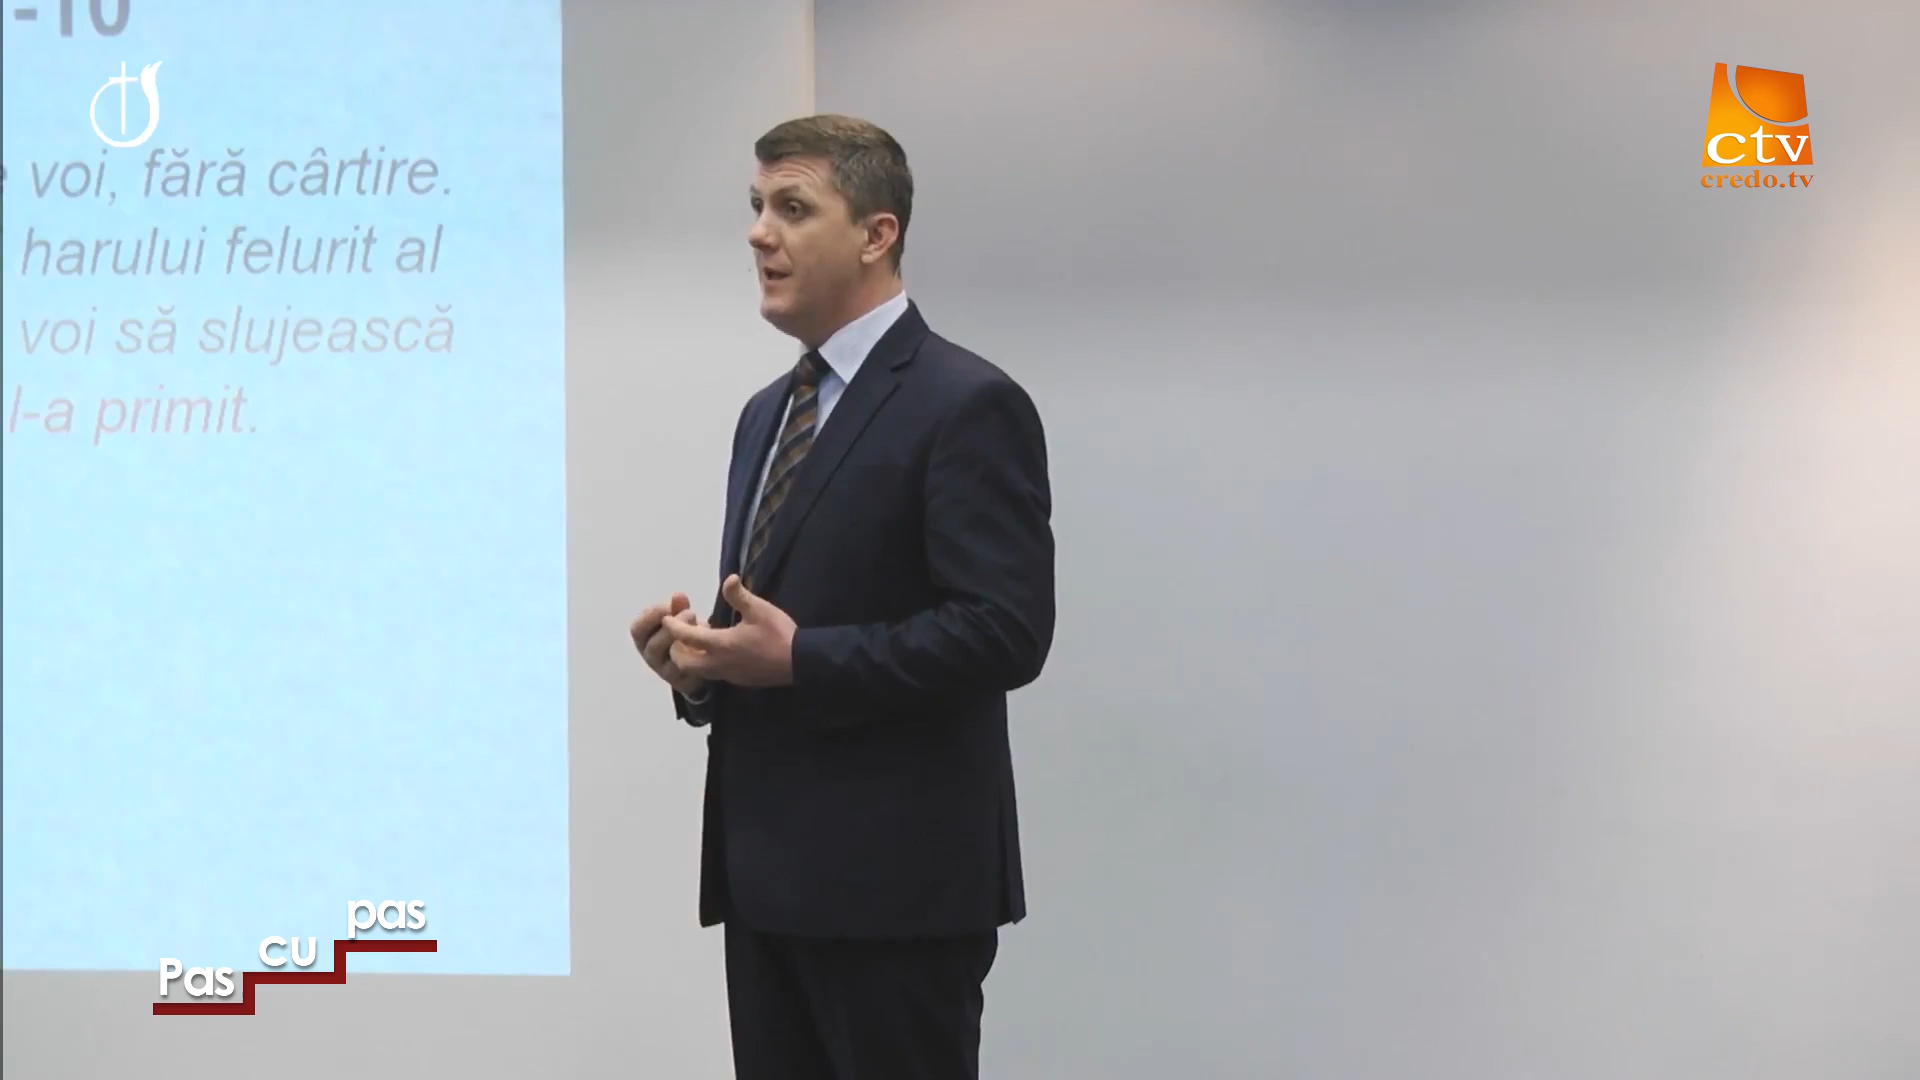 -10
voi, fără cârtire.
harului felurit al
voi să slujească
l-a primit.
ctv
credo.tv
Pas cu pas